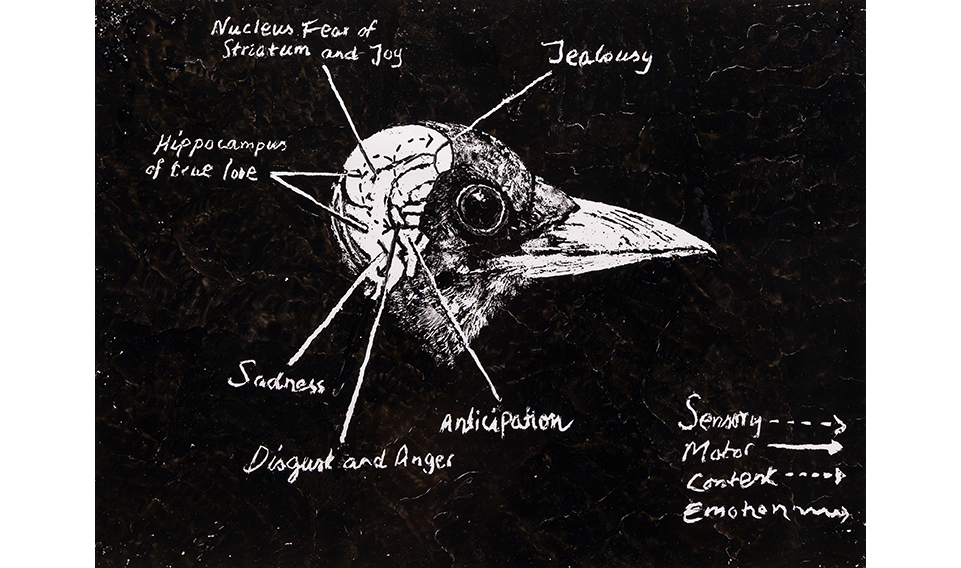 Nucleus Fear of
Striatum and Joy
Jealousy
Hippocampus
of true love
Sadness
Anticipation
Disgust and Anger
Sensory
Motor
Content
Emotion